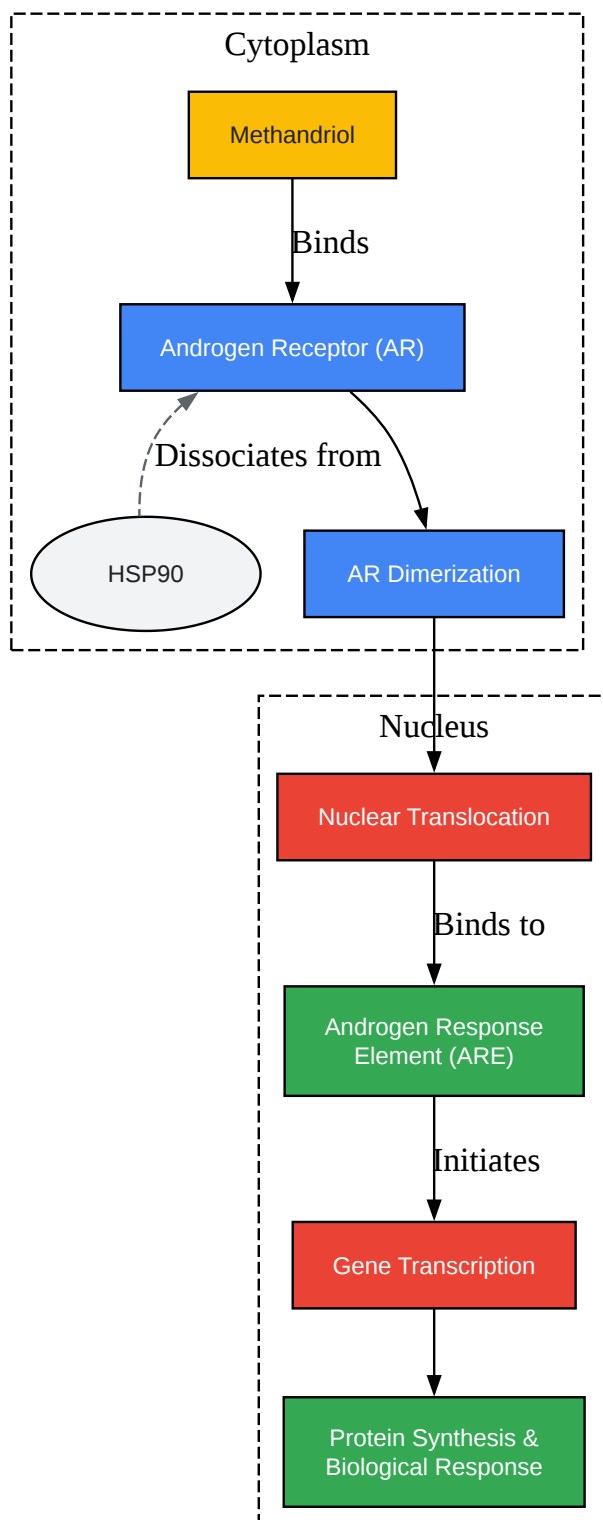 Cytoplasm
Methandriol
Binds
Androgen Receptor (AR)
Dissociates from
HSP90
AR Dimerization
Nucleus
Nuclear Translocation
Binds to
Androgen Response
Element (ARE)
Initiates
Gene Transcription
Protein Synthesis &
Biological Response